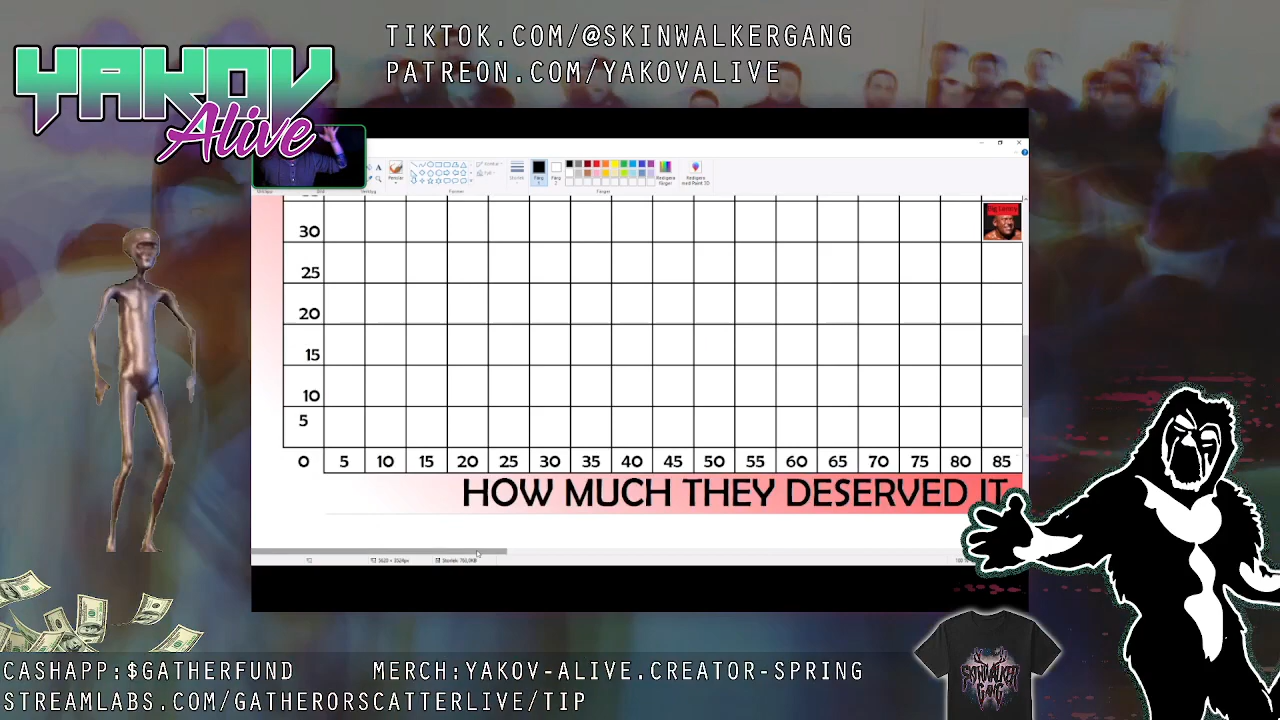 TIKTOK.COM/@SKINWALKERGANG
PATREON.COM/YAKOVALIVE
YAKOV
Alive
30
25
20
15
10
5
0 5 10 15 20 25 30 35 40 45 50 55 60 65 70 75 80 85
HOW MUCH THEY DESERVED IT
SKINWALKER
GANG
CASHAPP:$GATHERFUND
MERCH:YAKOV-ALIVE.CREATOR-SPRING
STREAMLABS.COM/GATHERORSCATTERLIVE/TIP